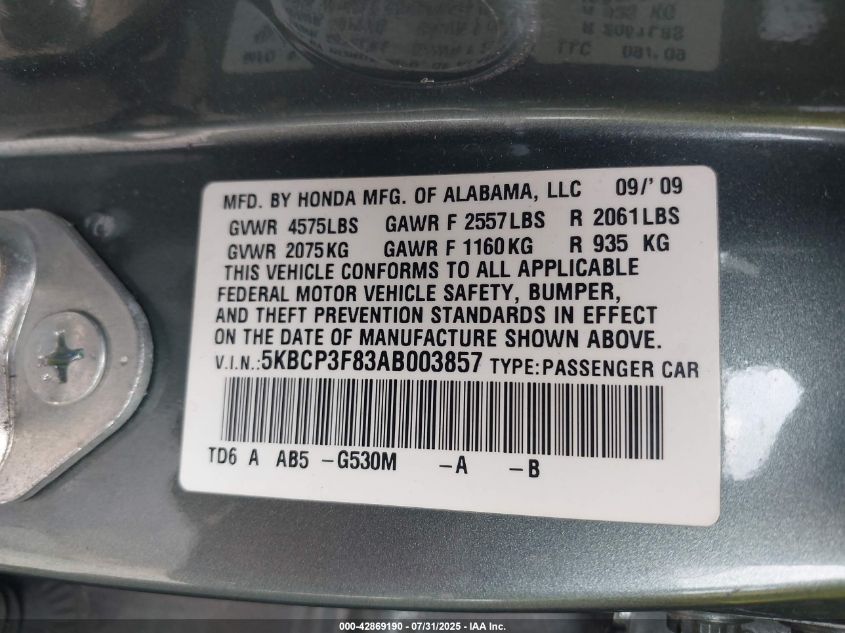 MFD. BY HONDA MFG. OF ALABAMA, LLC 09/'09
GVWR 4575LBS GAWR F 2557LBS R 2061LBS
GVWR 2075KG GAWR F 1160KG R 935 KG
THIS VEHICLE CONFORMS TO ALL APPLICABLE
FEDERAL MOTOR VEHICLE SAFETY, BUMPER,
AND THEFT PREVENTION STANDARDS IN EFFECT
ON THE DATE OF MANUFACTURE SHOWN ABOVE.
V.I.N.:5KBCP3F83AB003857 TYPE:PASSENGER CAR
TD6 A AB5 -G530M -A -B
000-42869190 - 07/31/2025 - IAA Inc.